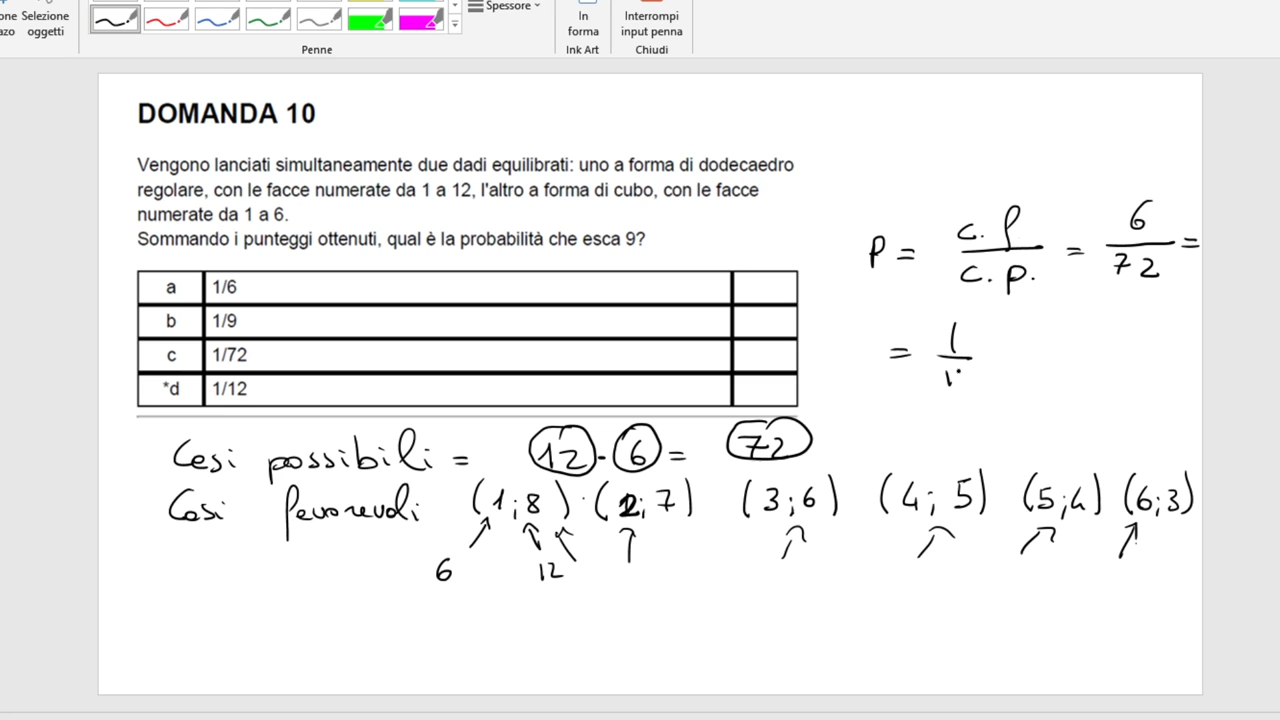 one Selezione
azo oggetti
Spessore
In
forma
Interrompi
input penna
Penne
Ink Art
Chiudi
DOMANDA 10
Vengono lanciati simultaneamente due dadi equilibrati: uno a forma di dodecaedro
regolare, con le facce numerate da 1 a 12, l'altro a forma di cubo, con le facce
numerate da 1 a 6.
Sommando i punteggi ottenuti, qual è la probabilità che esca 9?
a 1/6
b 1/9
c 1/72
*d 1/12
P = c.f / c.p. = 6 / 72 =
= 1 /
Casi possibili = 12 · 6 = 72
Casi favorevoli (1;8) · (2;7) (3;6) (4;5) (5;4) (6;3)
6 12